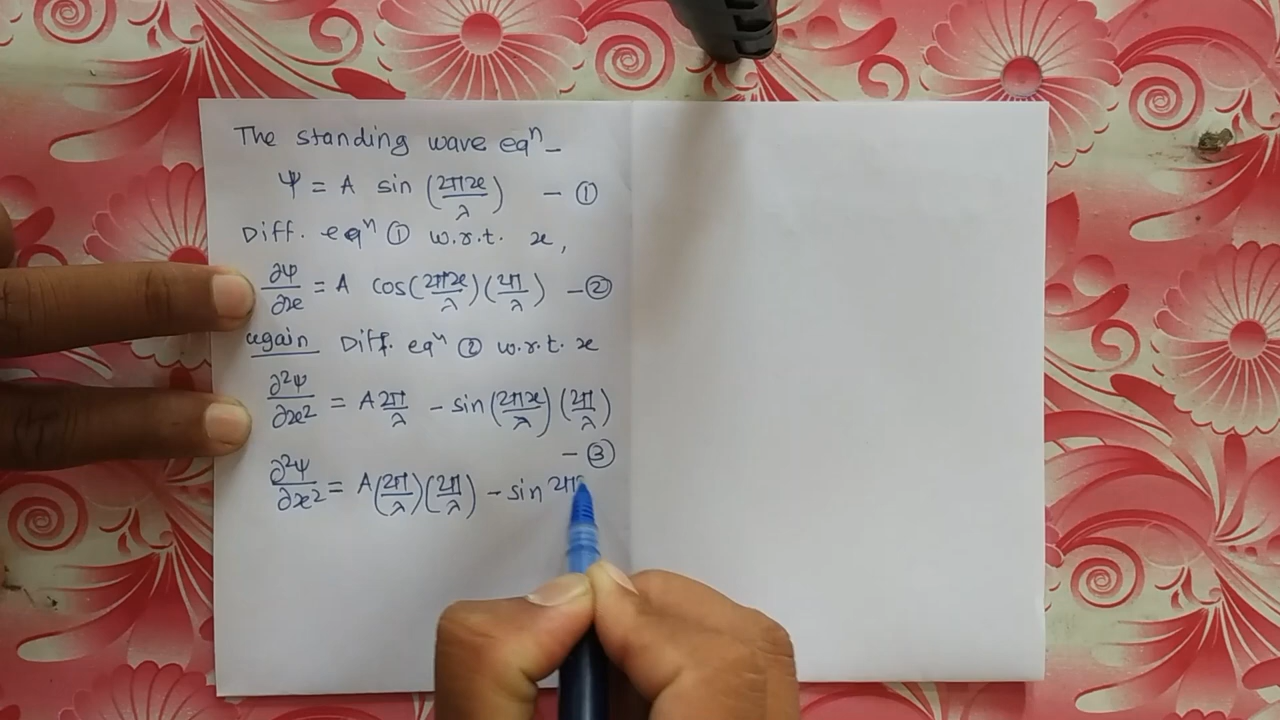 The standing wave eqⁿ –
Ψ = A sin (2πx/λ) – ①
Diff. eqⁿ ① w.r.t. x,
∂Ψ/∂x = A cos(2πx/λ)(2π/λ) – ②
again Diff. eqⁿ ② w.r.t. x
∂²Ψ/∂x² = A 2π/λ – sin(2πx/λ)(2π/λ)
– ③
∂²Ψ/∂x² = A(2π/λ)(2π/λ) – sin 2π